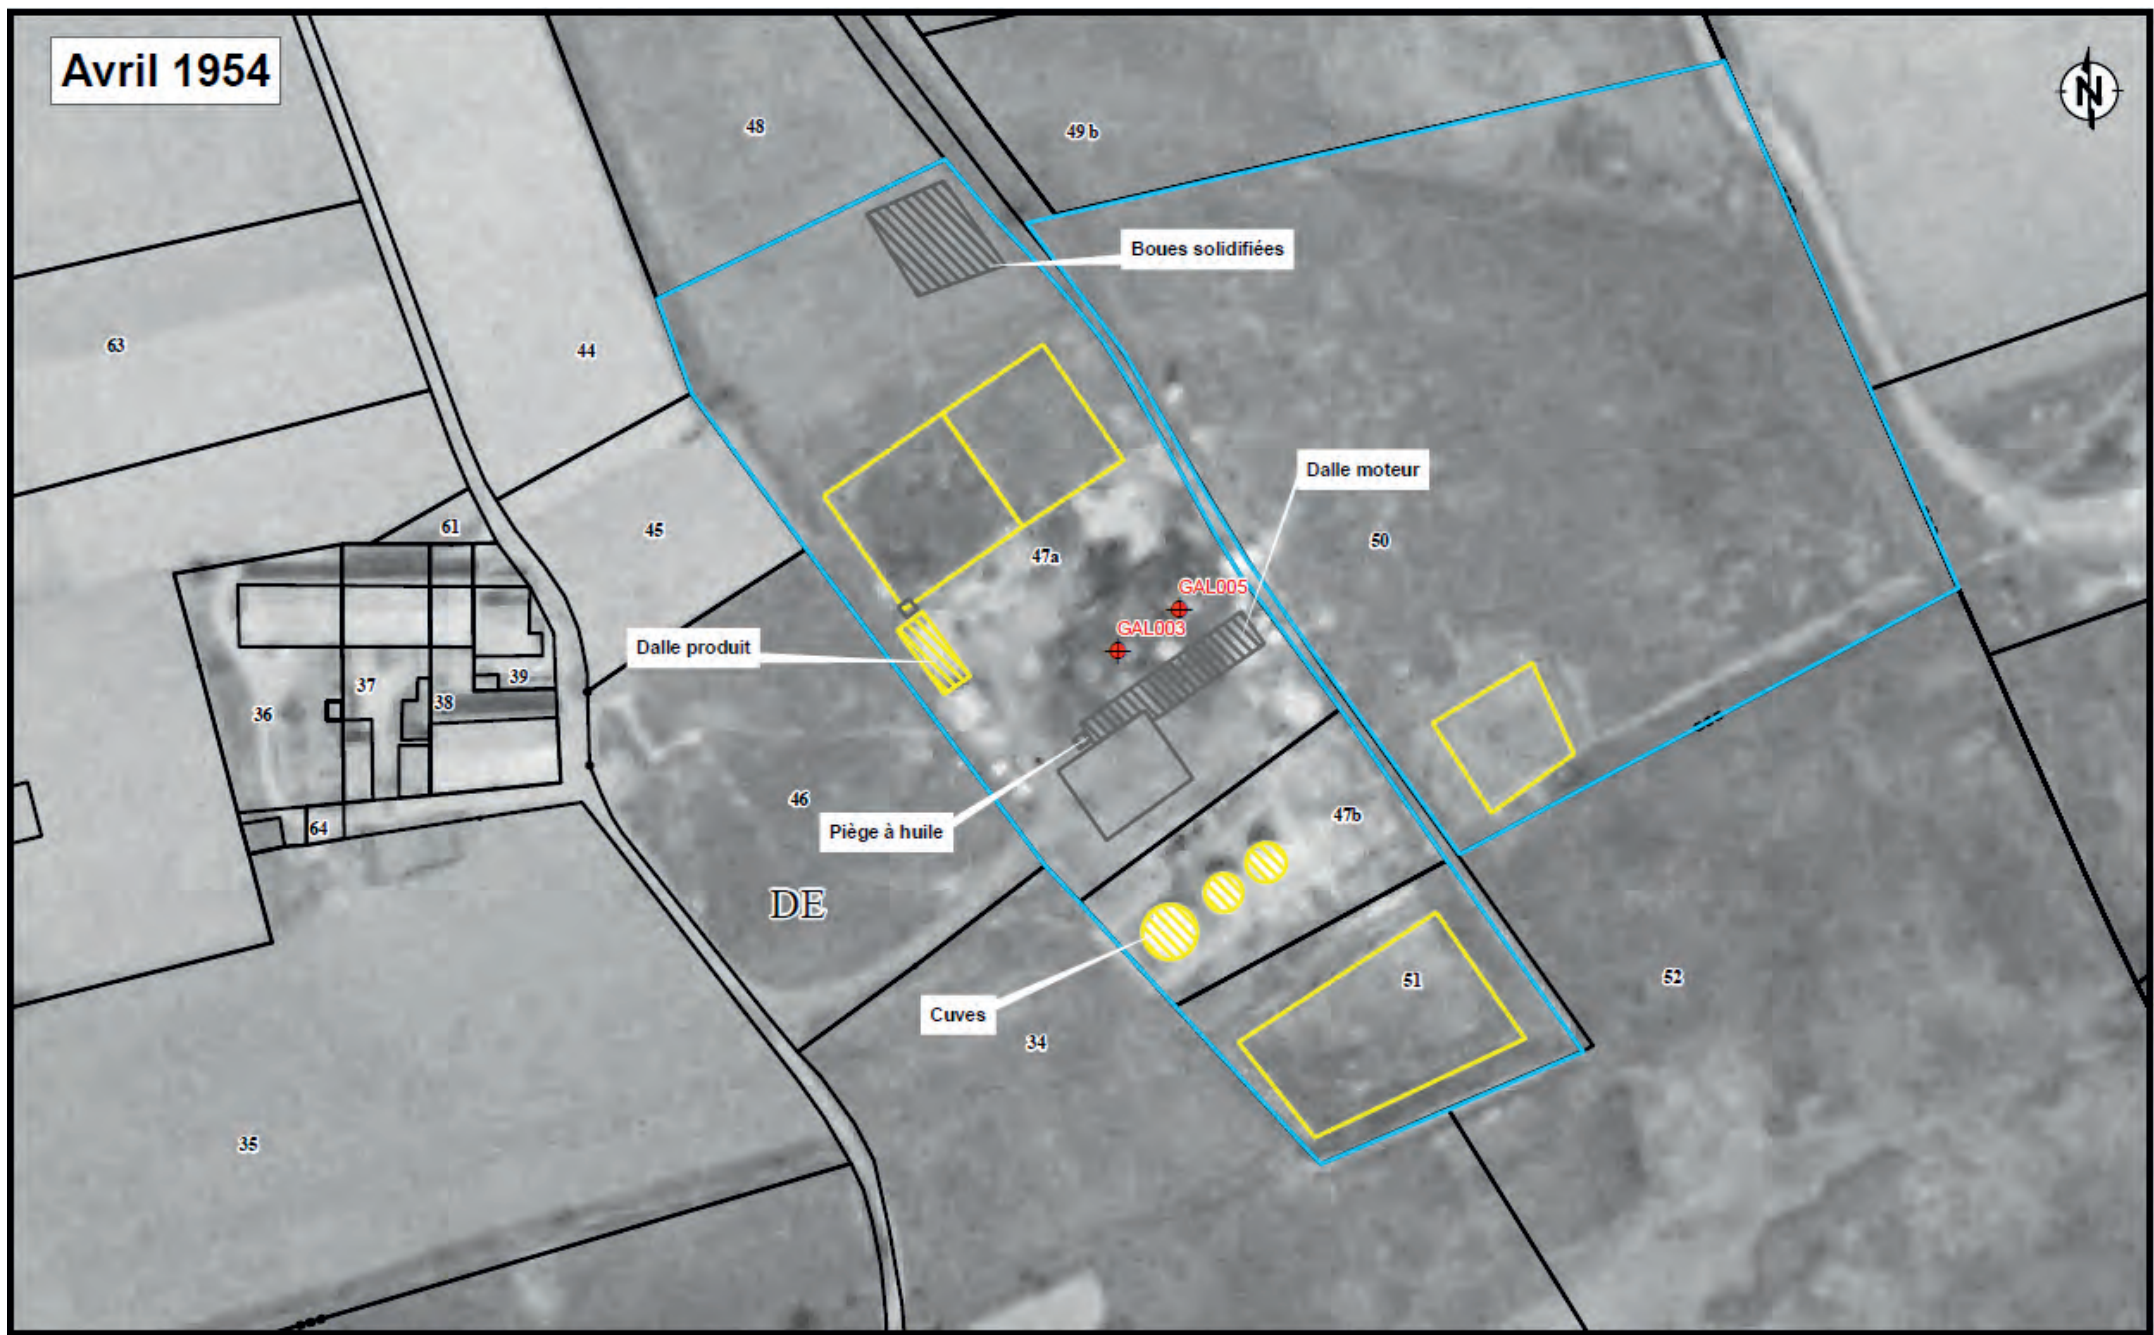 Avril 1954
N
48
49 b
Boues solidifiées
63
44
Dalle moteur
61
45
47a
50
GAL005
GAL003
Dalle produit
37
39
38
36
46
47b
64
Piège à huile
DE
51
52
Cuves
34
35